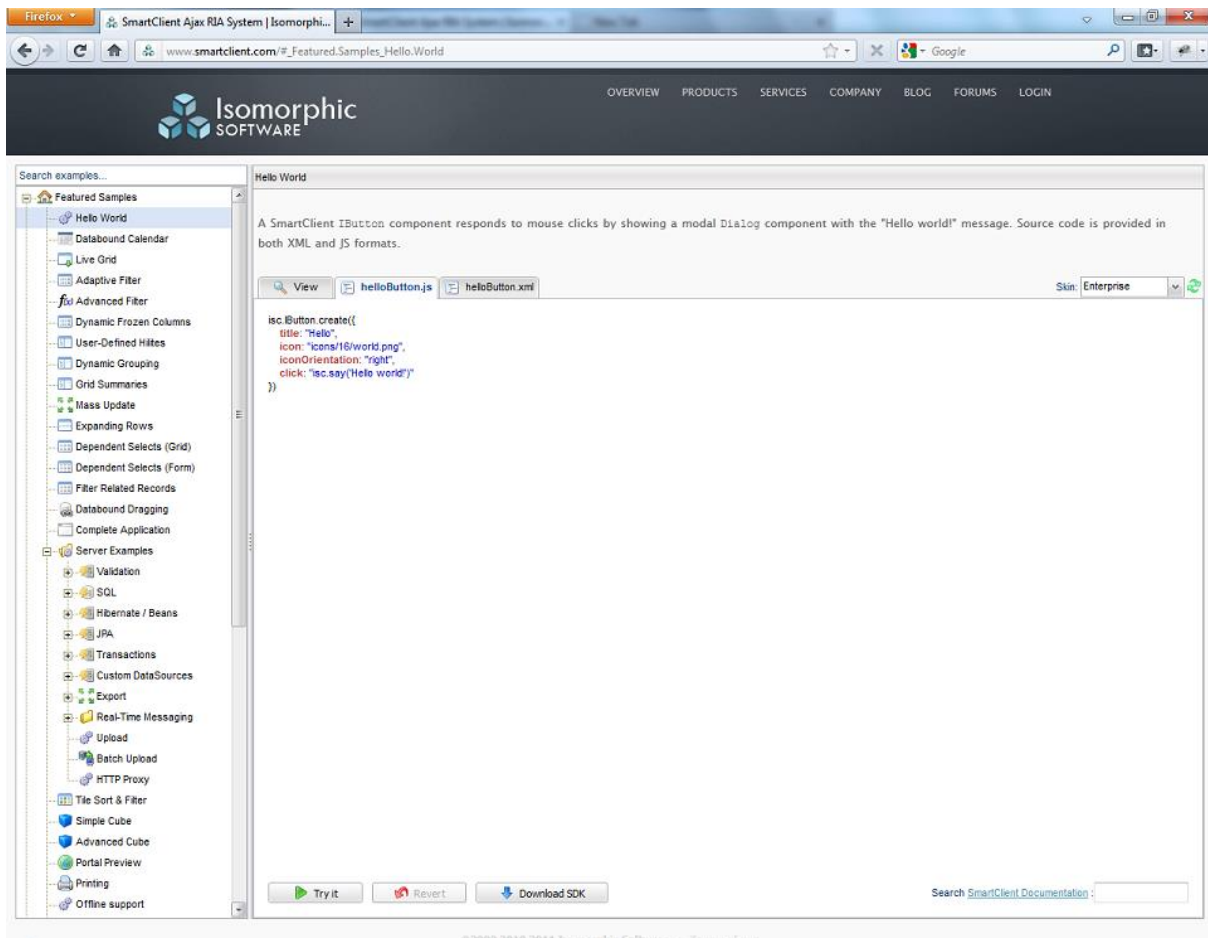 Firefox
SmartClient Ajax RIA System | Isomorphi...
www.smartclient.com/#_Featured.Samples_Hello.World
Google
Isomorphic
SOFTWARE
OVERVIEW PRODUCTS SERVICES COMPANY BLOG FORUMS LOGIN
Search examples...
Featured Samples
Hello World
Databound Calendar
Live Grid
Adaptive Filter
Advanced Filter
Dynamic Frozen Columns
User-Defined Hilites
Dynamic Grouping
Grid Summaries
Mass Update
Expanding Rows
Dependent Selects (Grid)
Dependent Selects (Form)
Filter Related Records
Databound Dragging
Complete Application
Server Examples
Validation
SQL
Hibernate / Beans
JPA
Transactions
Custom DataSources
Export
Real-Time Messaging
Upload
Batch Upload
HTTP Proxy
Tile Sort & Filter
Simple Cube
Advanced Cube
Portal Preview
Printing
Offline support
Hello World
A SmartClient IButton component responds to mouse clicks by showing a modal Dialog component with the "Hello world!" message. Source code is provided in
both XML and JS formats.
View helloButton.js helloButton.xml Skin: Enterprise
isc.IButton.create({
title: "Hello",
icon: "icons/16/world.png",
iconOrientation: "right",
click: "isc.say('Hello world!')"
})
Try it Revert Download SDK Search SmartClient Documentation :